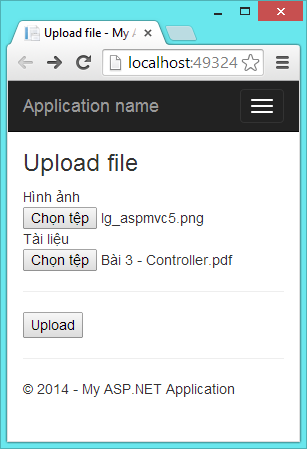 Upload file - My A
localhost:49324
Application name
Upload file
Hình ảnh
Chọn tệp lg_aspmvc5.png
Tài liệu
Chọn tệp Bài 3 - Controller.pdf
Upload
© 2014 - My ASP.NET Application